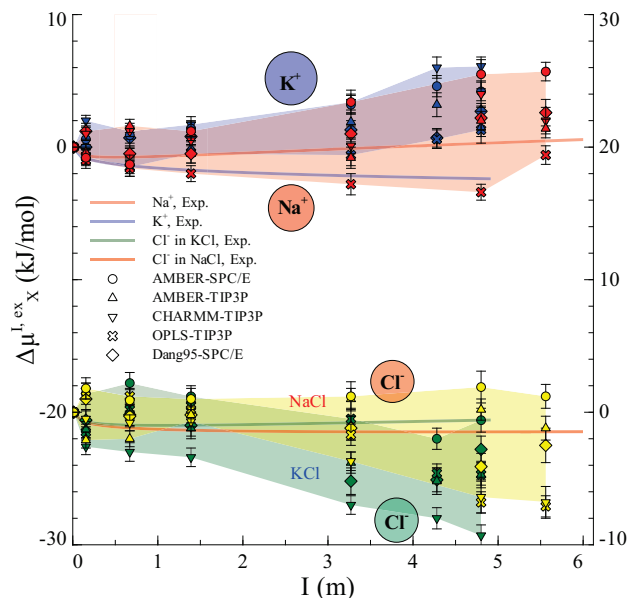 10
0
-10
-20
-30
30
20
10
0
-10
0
1
2
3
4
5
6
Δμ^{I, ex}_X (kJ/mol)
I (m)
K⁺
Na⁺
Na⁺, Exp.
K⁺, Exp.
Cl⁻ in KCl, Exp.
Cl⁻ in NaCl, Exp.
AMBER-SPC/E
AMBER-TIP3P
CHARMM-TIP3P
OPLS-TIP3P
Dang95-SPC/E
Cl⁻
NaCl
KCl
Cl⁻